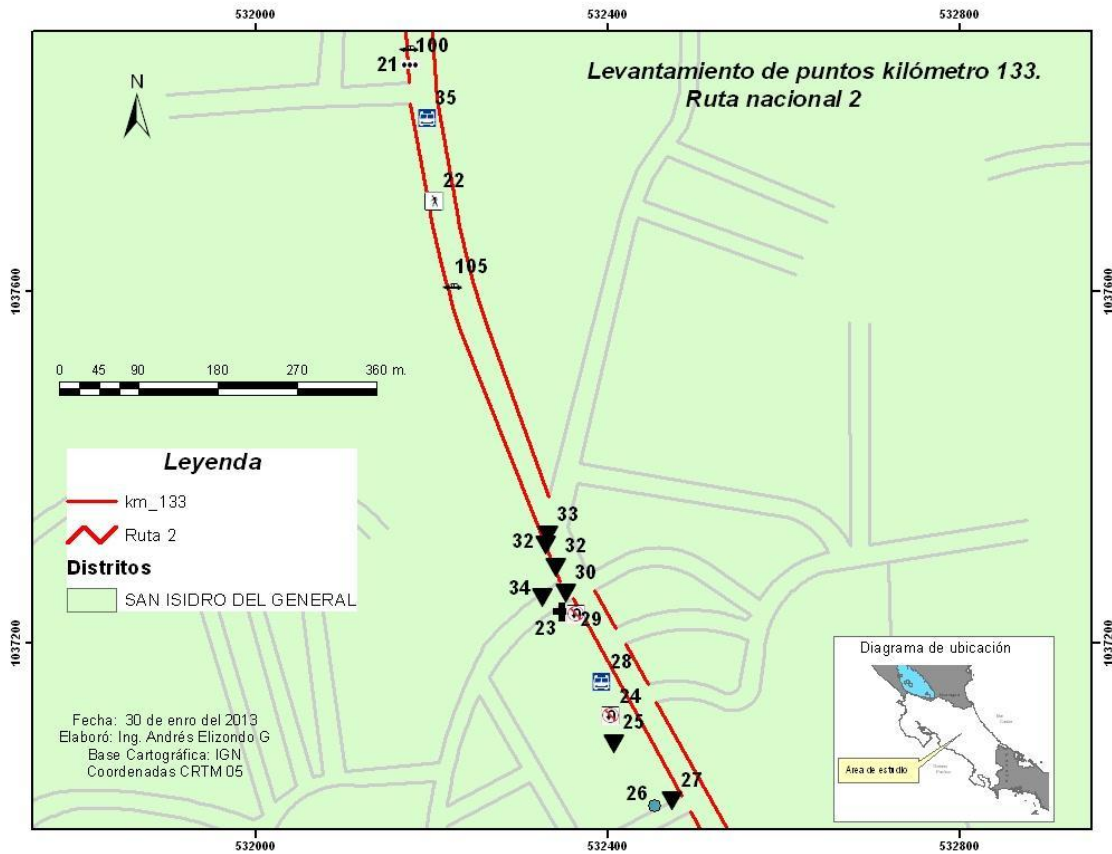 532000
532400
532800
100
21
Levantamiento de puntos kilómetro 133.
Ruta nacional 2
N
35
22
105
1037600
1037600
0 45 90 180 270 360 m.
Leyenda
km_133
Ruta 2
Distritos
SAN ISIDRO DEL GENERAL
33
32
32
30
34
23
29
28
24
25
27
26
1037200
1037200
Fecha: 30 de enro del 2013
Elaboró: Ing. Andrés Elizondo G
Base Cartográfica: IGN
Coordenadas CRTM 05
Diagrama de ubicación
Area de estudio
532000
532400
532800